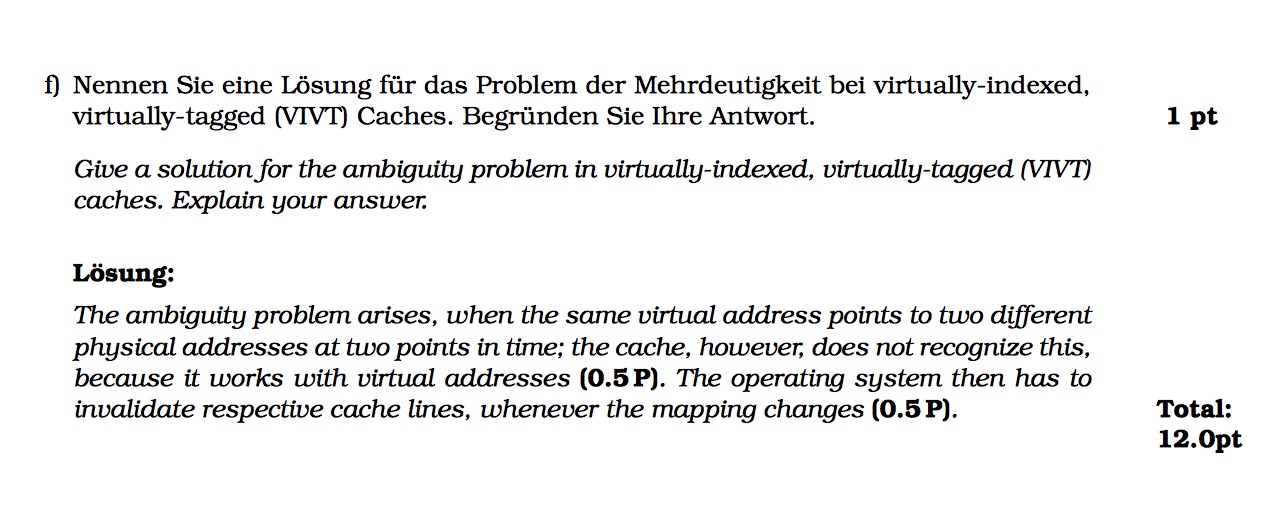 f) Nennen Sie eine Lösung für das Problem der Mehrdeutigkeit bei virtually-indexed,
virtually-tagged (VIVT) Caches. Begründen Sie Ihre Antwort.
1 pt
Give a solution for the ambiguity problem in virtually-indexed, virtually-tagged (VIVT)
caches. Explain your answer.
Lösung:
The ambiguity problem arises, when the same virtual address points to two different
physical addresses at two points in time; the cache, however, does not recognize this,
because it works with virtual addresses (0.5 P). The operating system then has to
invalidate respective cache lines, whenever the mapping changes (0.5 P).
Total:
12.0pt